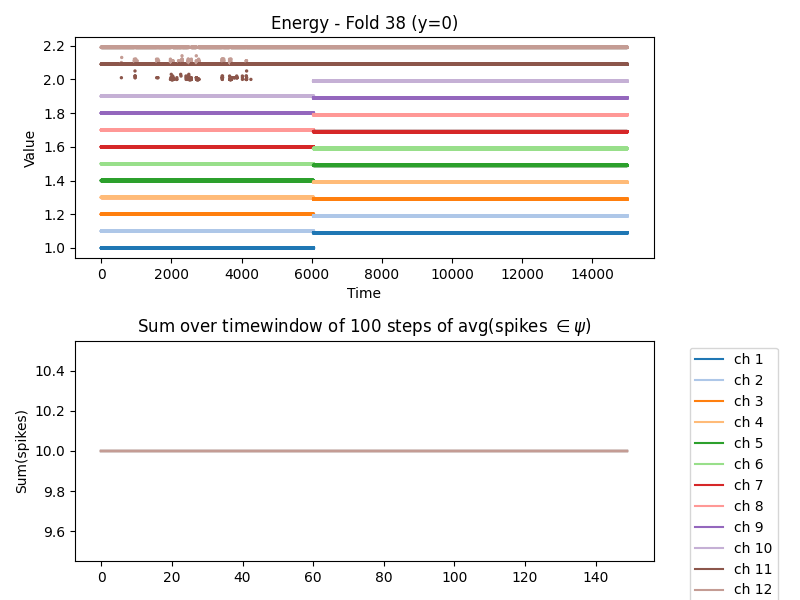 Energy - Fold 38 (y=0)
2.2
2.0
1.8
1.6
1.4
1.2
1.0
Value
0 2000 4000 6000 8000 10000 12000 14000
Time
Sum over timewindow of 100 steps of avg(spikes ∈ ψ)
10.4
10.2
10.0
9.8
9.6
Sum(spikes)
0 20 40 60 80 100 120 140
ch 1
ch 2
ch 3
ch 4
ch 5
ch 6
ch 7
ch 8
ch 9
ch 10
ch 11
ch 12